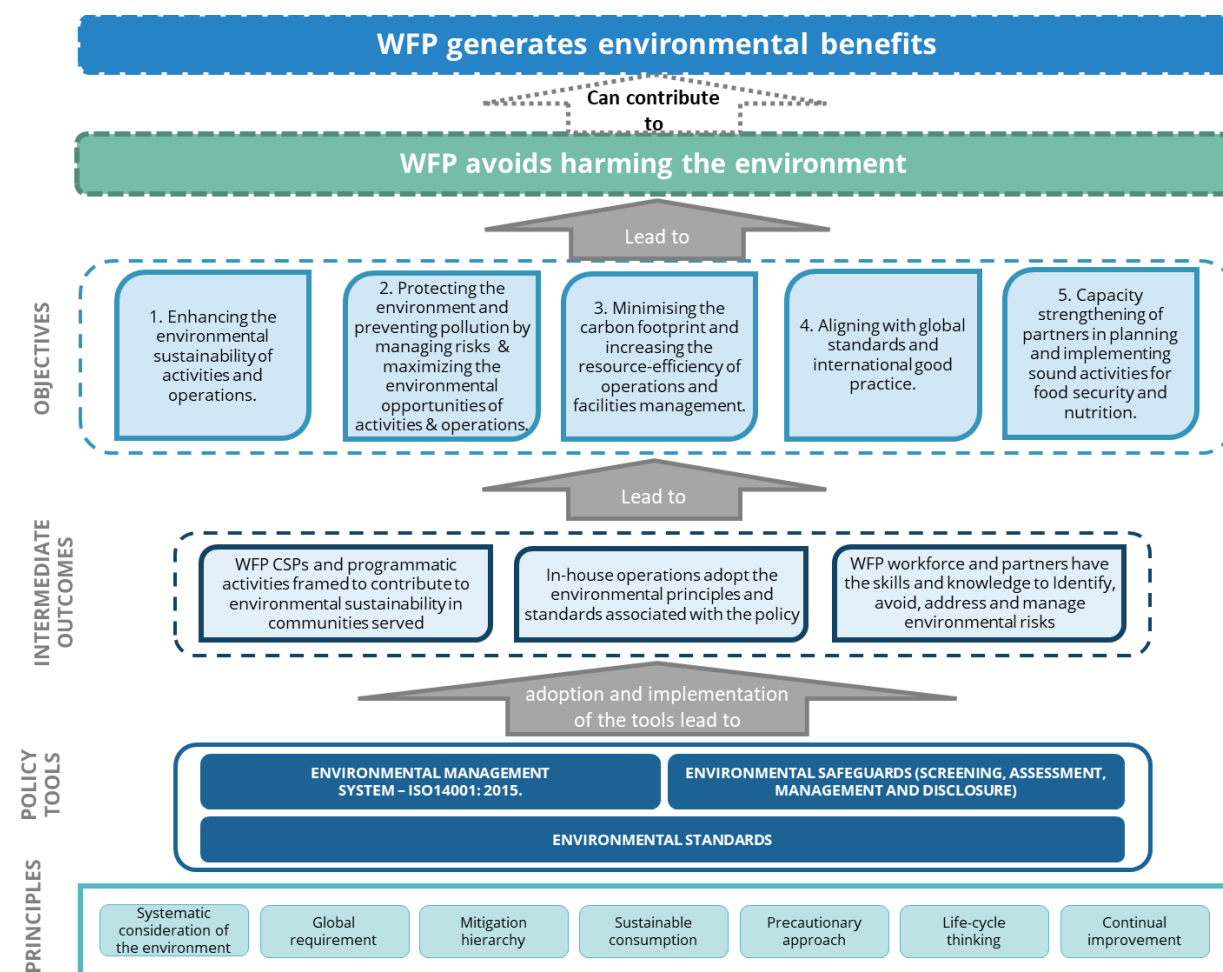 WFP generates environmental benefits
Can contribute
to
WFP avoids harming the environment
Lead to
OBJECTIVES
1. Enhancing the
environmental
sustainability of
activities and
operations.
2. Protecting the
environment and
preventing pollution by
managing risks &
maximizing the
environmental
opportunities of
activities & operations.
3. Minimising the
carbon footprint and
increasing the
resource-efficiency of
operations and
facilities management.
4. Aligning with global
standards and
international good
practice.
5. Capacity
strengthening of
partners in planning
and implementing
sound activities for
food security and
nutrition.
Lead to
INTERMEDIATE
OUTCOMES
WFP CSPs and programmatic
activities framed to contribute to
environmental sustainability in
communities served
In-house operations adopt the
environmental principles and
standards associated with the policy
WFP workforce and partners have
the skills and knowledge to Identify,
avoid, address and manage
environmental risks
adoption and implementation
of the tools lead to
POLICY
TOOLS
ENVIRONMENTAL MANAGEMENT
SYSTEM – ISO14001: 2015.
ENVIRONMENTAL SAFEGUARDS (SCREENING, ASSESSMENT,
MANAGEMENT AND DISCLOSURE)
ENVIRONMENTAL STANDARDS
PRINCIPLES
Systematic
consideration of
the environment
Global
requirement
Mitigation
hierarchy
Sustainable
consumption
Precautionary
approach
Life-cycle
thinking
Continual
improvement